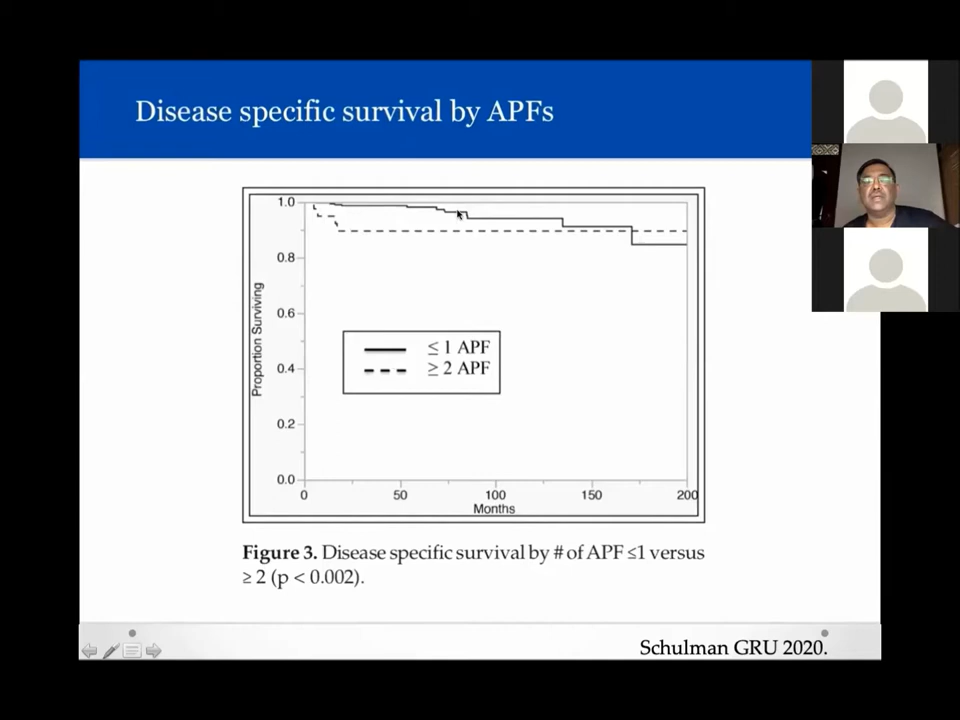 Disease specific survival by APFs
1.0
0.8
0.6
0.4
0.2
0.0
Proportion Surviving
≤ 1 APF
≥ 2 APF
0 50 100 150 200
Months
Figure 3. Disease specific survival by # of APF ≤1 versus
≥ 2 (p < 0.002).
Schulman GRU 2020.